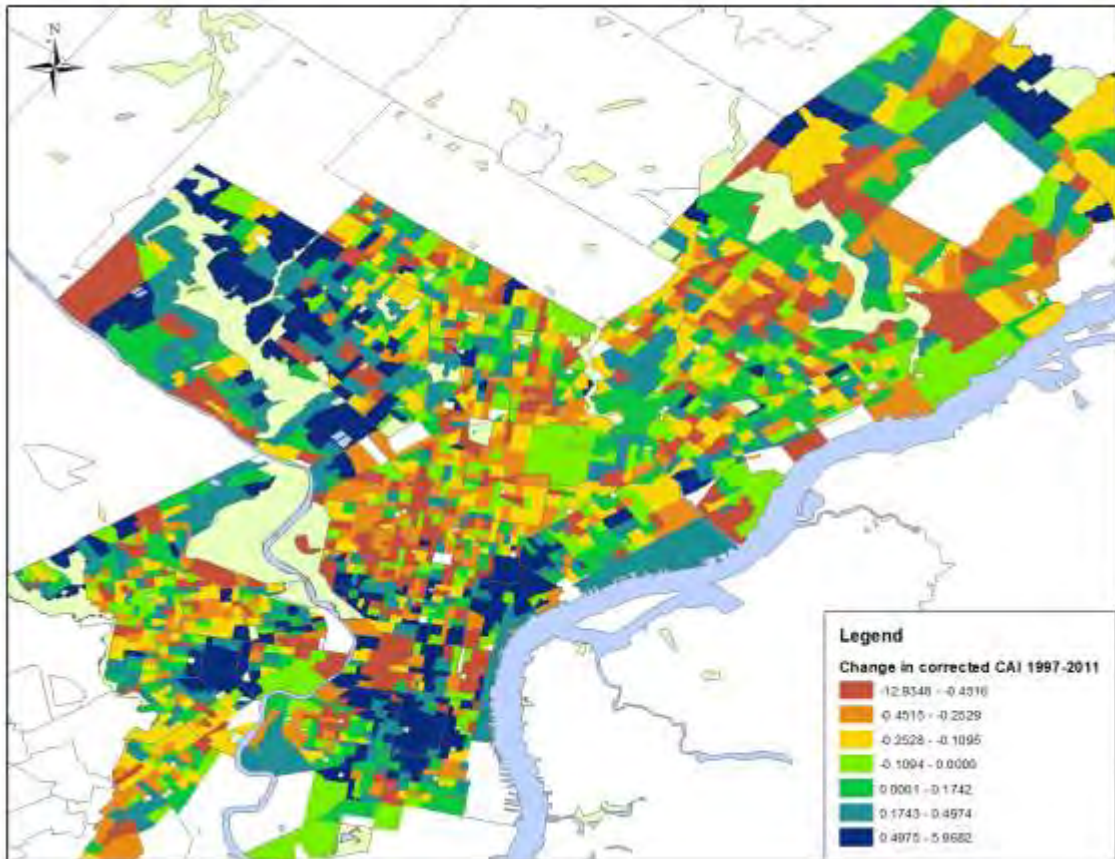 N
Legend
Change in corrected CAI 1997-2011
-12.9348 - -0.4516
-0.4515 - -0.2529
-0.2528 - -0.1095
-0.1094 - 0.0000
0.0001 - 0.1742
0.1743 - 0.4974
0.4975 - 5.9682